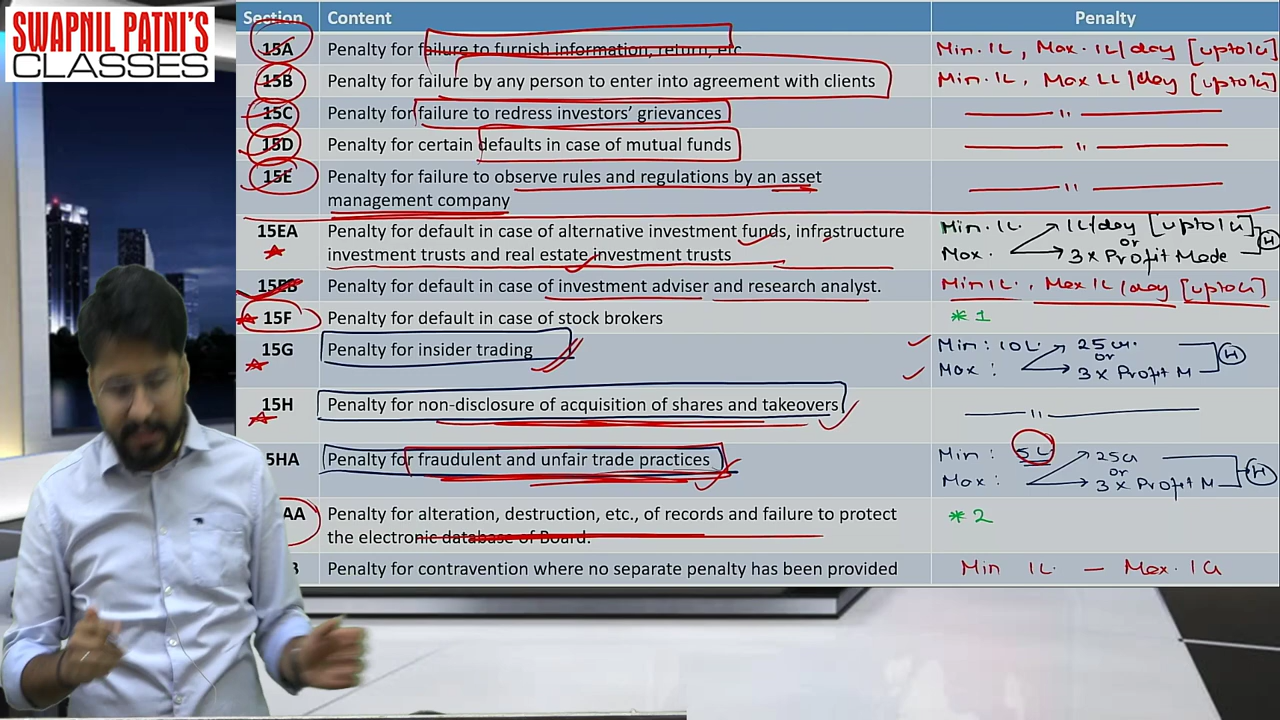 SWAPNIL PATNI'S
CLASSES
Section Content Penalty
15A Penalty for failure to furnish information, return, etc Min. 1L, Max. 1L/day [upto 1Cr]
15B Penalty for failure by any person to enter into agreement with clients Min. 1L, Max 1L/day [upto 1Cr]
15C Penalty for failure to redress investors' grievances — " —
15D Penalty for certain defaults in case of mutual funds — " —
15E Penalty for failure to observe rules and regulations by an asset — " —
management company
15EA Penalty for default in case of alternative investment funds, infrastructure Min. 1L. 1L/day [upto 1Cr]
or
investment trusts and real estate investment trusts Max. 3x Profit Made H
15EB Penalty for default in case of investment adviser and research analyst. Min 1L. , Max 1L/day [upto 1Cr]
15F Penalty for default in case of stock brokers * 1
15G Penalty for insider trading Min: 10L. 25Cr.
or
Max: 3x Profit M H
15H Penalty for non-disclosure of acquisition of shares and takeovers — " —
5HA Penalty for fraudulent and unfair trade practices Min: 5L 25Cr
or
Max: 3x Profit M H
AA Penalty for alteration, destruction, etc., of records and failure to protect * 2
the electronic database of Board.
Penalty for contravention where no separate penalty has been provided Min 1L. — Max. 1Cr